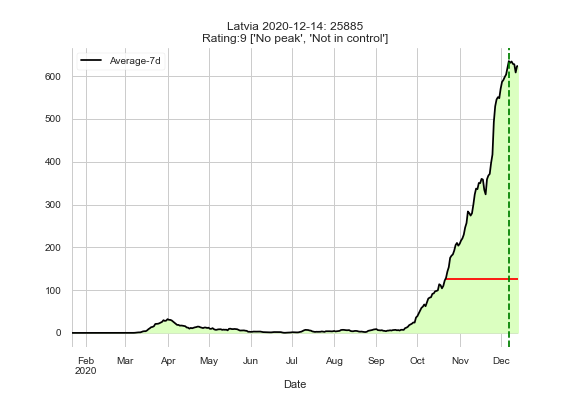 Latvia 2020-12-14: 25885
Rating:9 ['No peak', 'Not in control']
Average-7d
600
500
400
300
200
100
0
Feb Mar Apr May Jun Jul Aug Sep Oct Nov Dec
2020
Date